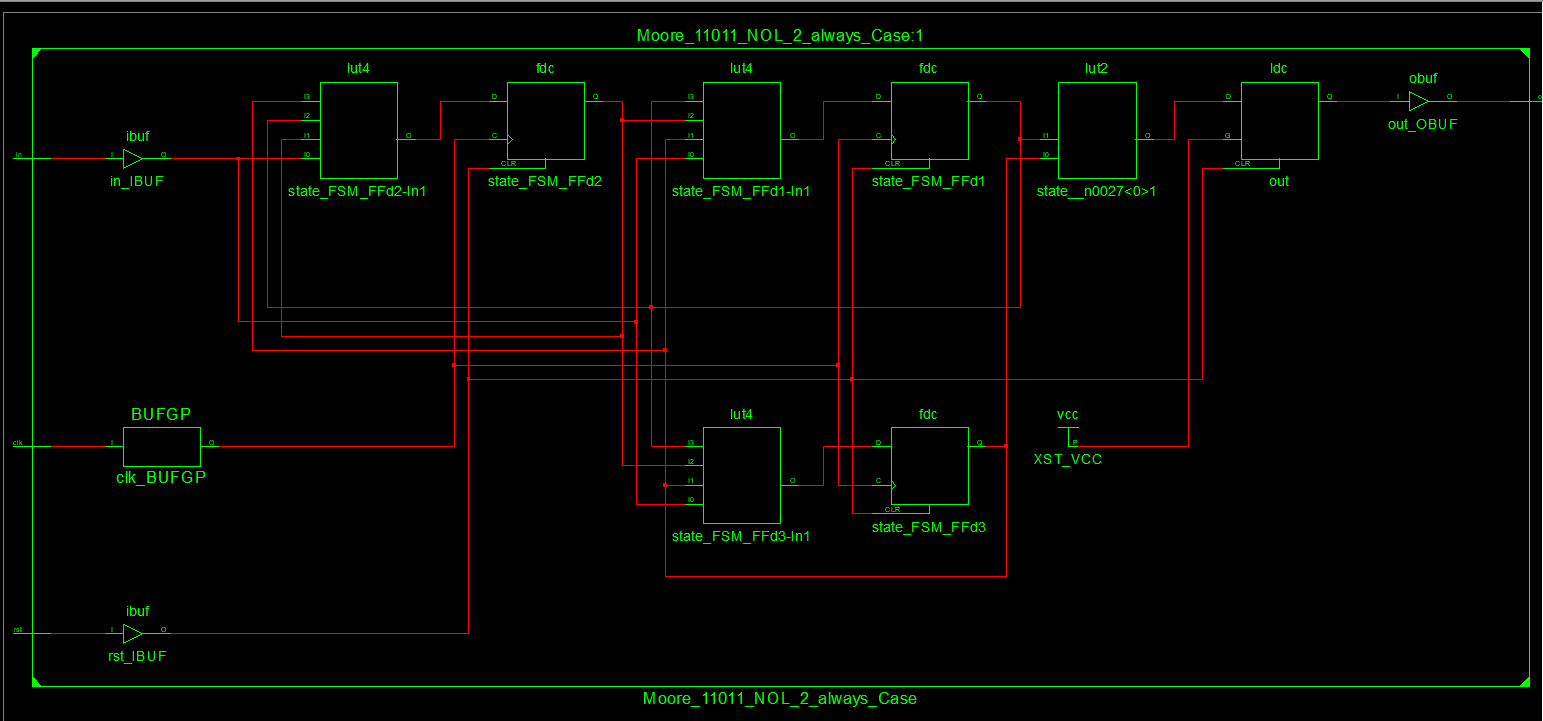 Moore_11011_NOL_2_always_Case:1
lut4
fdc
lut4
fdc
lut2
ldc
obuf
I3
I2
I1
I0
O
D
C
CLR
Q
I3
I2
I1
I0
O
D
C
CLR
Q
I1
I0
O
D
G
CLR
Q
I
O
out_OBUF
ibuf
in
I
O
in_IBUF
state_FSM_FFd2-In1
state_FSM_FFd2
state_FSM_FFd1-In1
state_FSM_FFd1
state__n0027<0>1
out
BUFGP
clk
I
O
clk_BUFGP
lut4
I3
I2
I1
I0
O
state_FSM_FFd3-In1
fdc
D
C
CLR
Q
state_FSM_FFd3
vcc
P
XST_VCC
ibuf
rst
I
O
rst_IBUF
Moore_11011_NOL_2_always_Case